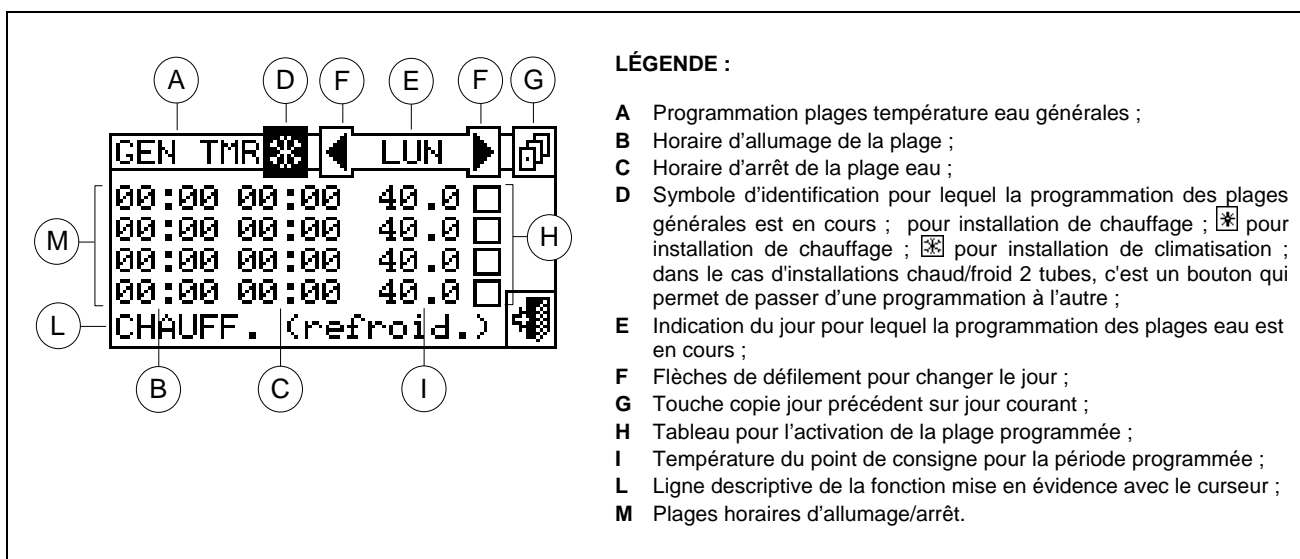 A D F E F G
GEN TMR LUN
00:00 00:00 40.0
00:00 00:00 40.0
00:00 00:00 40.0
00:00 00:00 40.0
CHAUFF. (refroid.)
M H L
B C I
LÉGENDE :
A Programmation plages température eau générales ;
B Horaire d'allumage de la plage ;
C Horaire d'arrêt de la plage eau ;
D Symbole d'identification pour lequel la programmation des plages
générales est en cours ; pour installation de chauffage ; pour
installation de chauffage ; pour installation de climatisation ;
dans le cas d'installations chaud/froid 2 tubes, c'est un bouton qui
permet de passer d'une programmation à l'autre ;
E Indication du jour pour lequel la programmation des plages eau est
en cours ;
F Flèches de défilement pour changer le jour ;
G Touche copie jour précédent sur jour courant ;
H Tableau pour l'activation de la plage programmée ;
I Température du point de consigne pour la période programmée ;
L Ligne descriptive de la fonction mise en évidence avec le curseur ;
M Plages horaires d'allumage/arrêt.